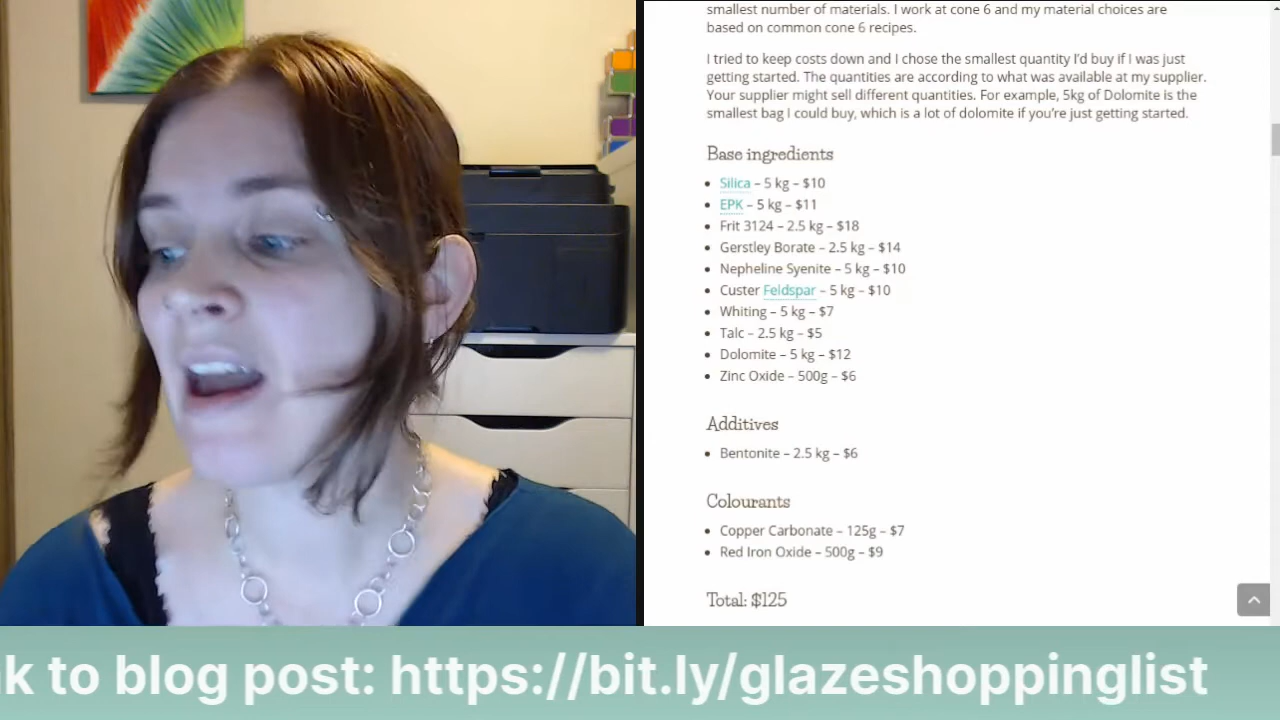 smallest number of materials. I work at cone 6 and my material choices are
based on common cone 6 recipes.
I tried to keep costs down and I chose the smallest quantity I'd buy if I was just
getting started. The quantities are according to what was available at my supplier.
Your supplier might sell different quantities. For example, 5kg of Dolomite is the
smallest bag I could buy, which is a lot of dolomite if you're just getting started.
Base ingredients
Silica – 5 kg – $10
EPK – 5 kg – $11
Frit 3124 – 2.5 kg – $18
Gerstley Borate – 2.5 kg – $14
Nepheline Syenite – 5 kg – $10
Custer Feldspar – 5 kg – $10
Whiting – 5 kg – $7
Talc – 2.5 kg – $5
Dolomite – 5 kg – $12
Zinc Oxide – 500g – $6
Additives
Bentonite – 2.5 kg – $6
Colourants
Copper Carbonate – 125g – $7
Red Iron Oxide – 500g – $9
Total: $125
k to blog post: https://bit.ly/glazeshoppinglist